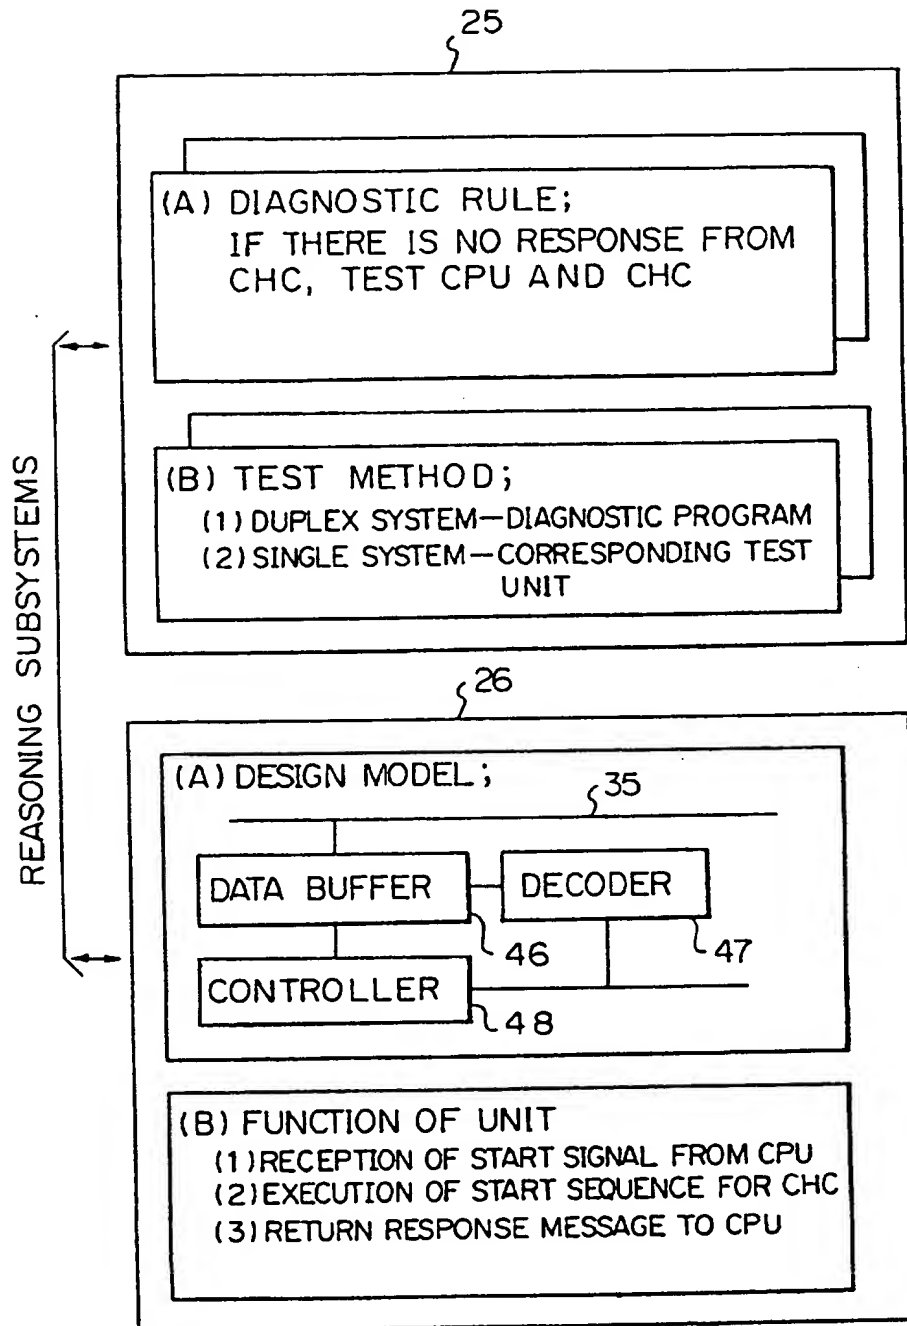 25
(A) DIAGNOSTIC RULE;
IF THERE IS NO RESPONSE FROM
CHC, TEST CPU AND CHC
(B) TEST METHOD;
(1) DUPLEX SYSTEM—DIAGNOSTIC PROGRAM
(2) SINGLE SYSTEM—CORRESPONDING TEST
UNIT
REASONING SUBSYSTEMS
26
(A) DESIGN MODEL;
35
DATA BUFFER
DECODER
46
47
CONTROLLER
48
(B) FUNCTION OF UNIT
(1) RECEPTION OF START SIGNAL FROM CPU
(2) EXECUTION OF START SEQUENCE FOR CHC
(3) RETURN RESPONSE MESSAGE TO CPU